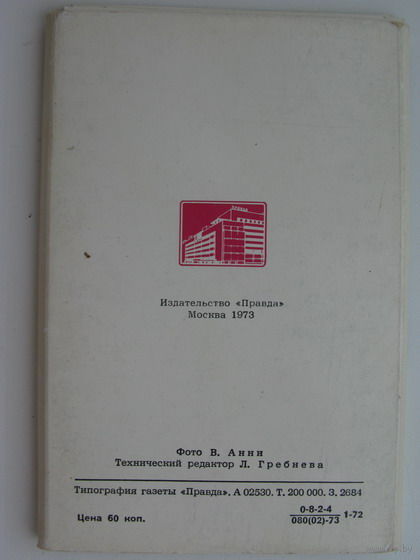 ПРАВДА
Издательство «Правда»
Москва 1973
Фото В. Анни
Технический редактор Л. Гребнева
Типография газеты «Правда». А 02530. Т. 200 000. З. 2684
Цена 60 коп.
0-8-2-4
080(02)-73 1-72